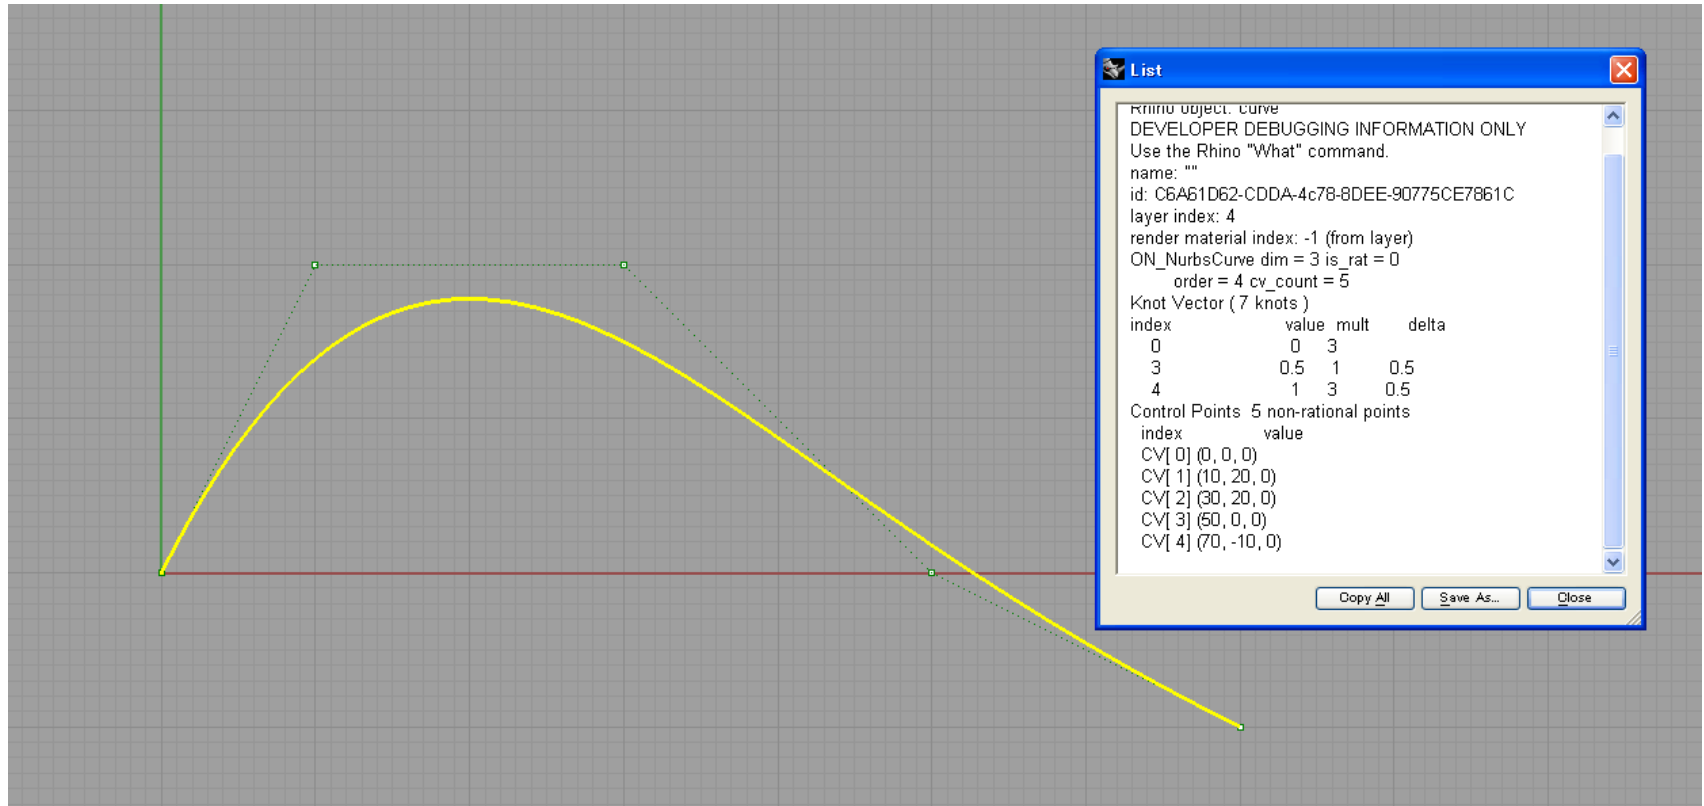 List
Rhino object: curve
DEVELOPER DEBUGGING INFORMATION ONLY
Use the Rhino "What" command.
name: ""
id: C6A61D62-CDDA-4c78-8DEE-90775CE7861C
layer index: 4
render material index: -1 (from layer)
ON_NurbsCurve dim = 3 is_rat = 0
order = 4 cv_count = 5
Knot Vector ( 7 knots )
index value mult delta
0 0 3
3 0.5 1 0.5
4 1 3 0.5
Control Points 5 non-rational points
index value
CV[ 0] (0, 0, 0)
CV[ 1] (10, 20, 0)
CV[ 2] (30, 20, 0)
CV[ 3] (50, 0, 0)
CV[ 4] (70, -10, 0)
Copy All Save As... Close